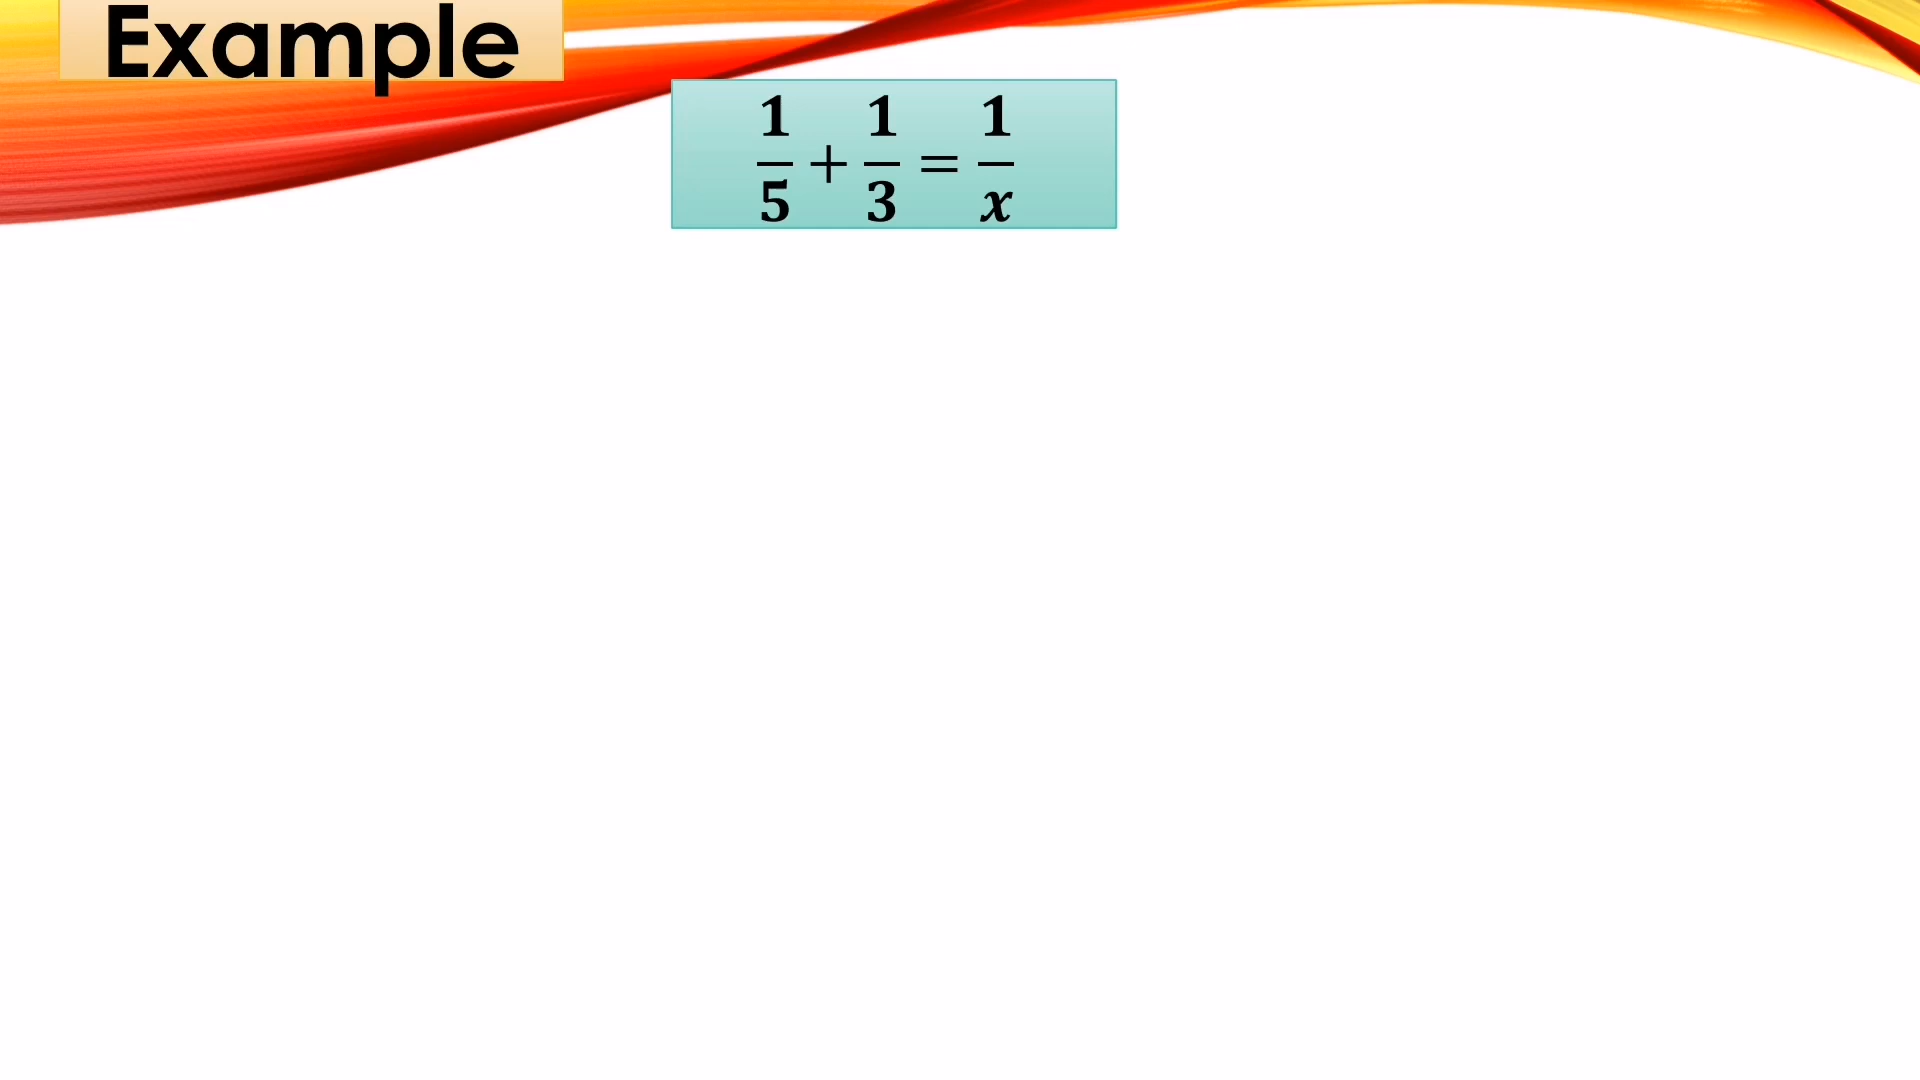 Example
1/5 + 1/3 = 1/x